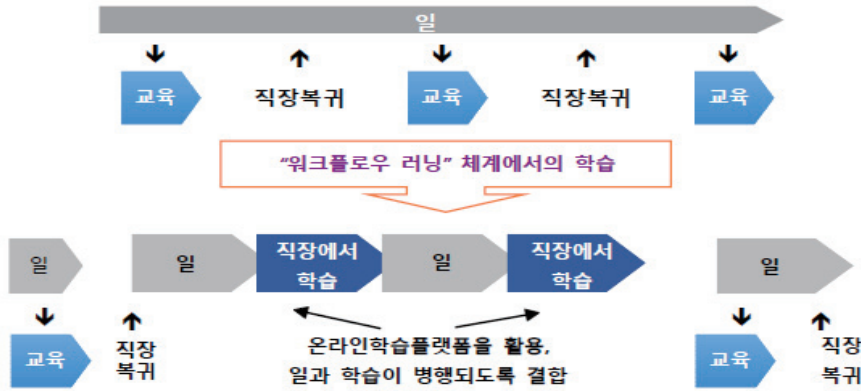 일
교육
직장복귀
교육
직장복귀
교육
“워크플로우 러닝” 체계에서의 학습
일
일
직장에서
학습
일
직장에서
학습
일
교육
직장
복귀
온라인학습플랫폼을 활용,
일과 학습이 병행되도록 결합
교육
직장
복귀